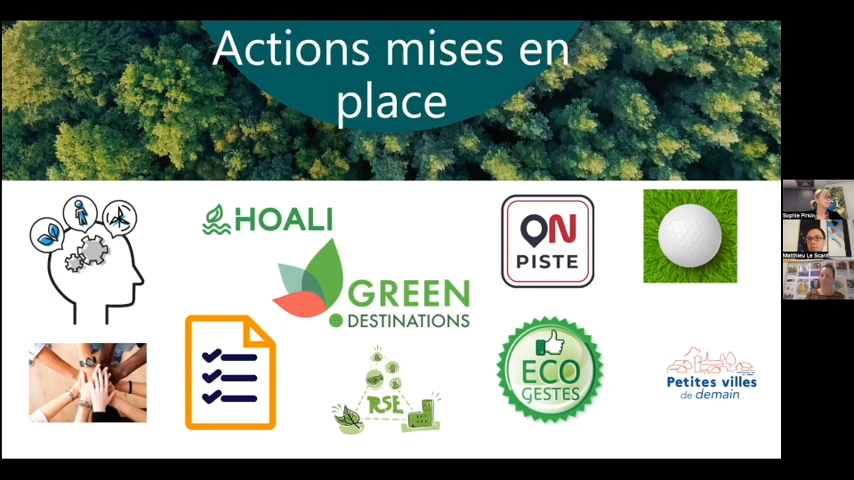 Actions mises en
place
HOALI
ON
PISTE
GREEN
DESTINATIONS
ECO
GESTES
RSE
Petites villes
de demain
Sophie Pirkin
Matthieu Le Scant